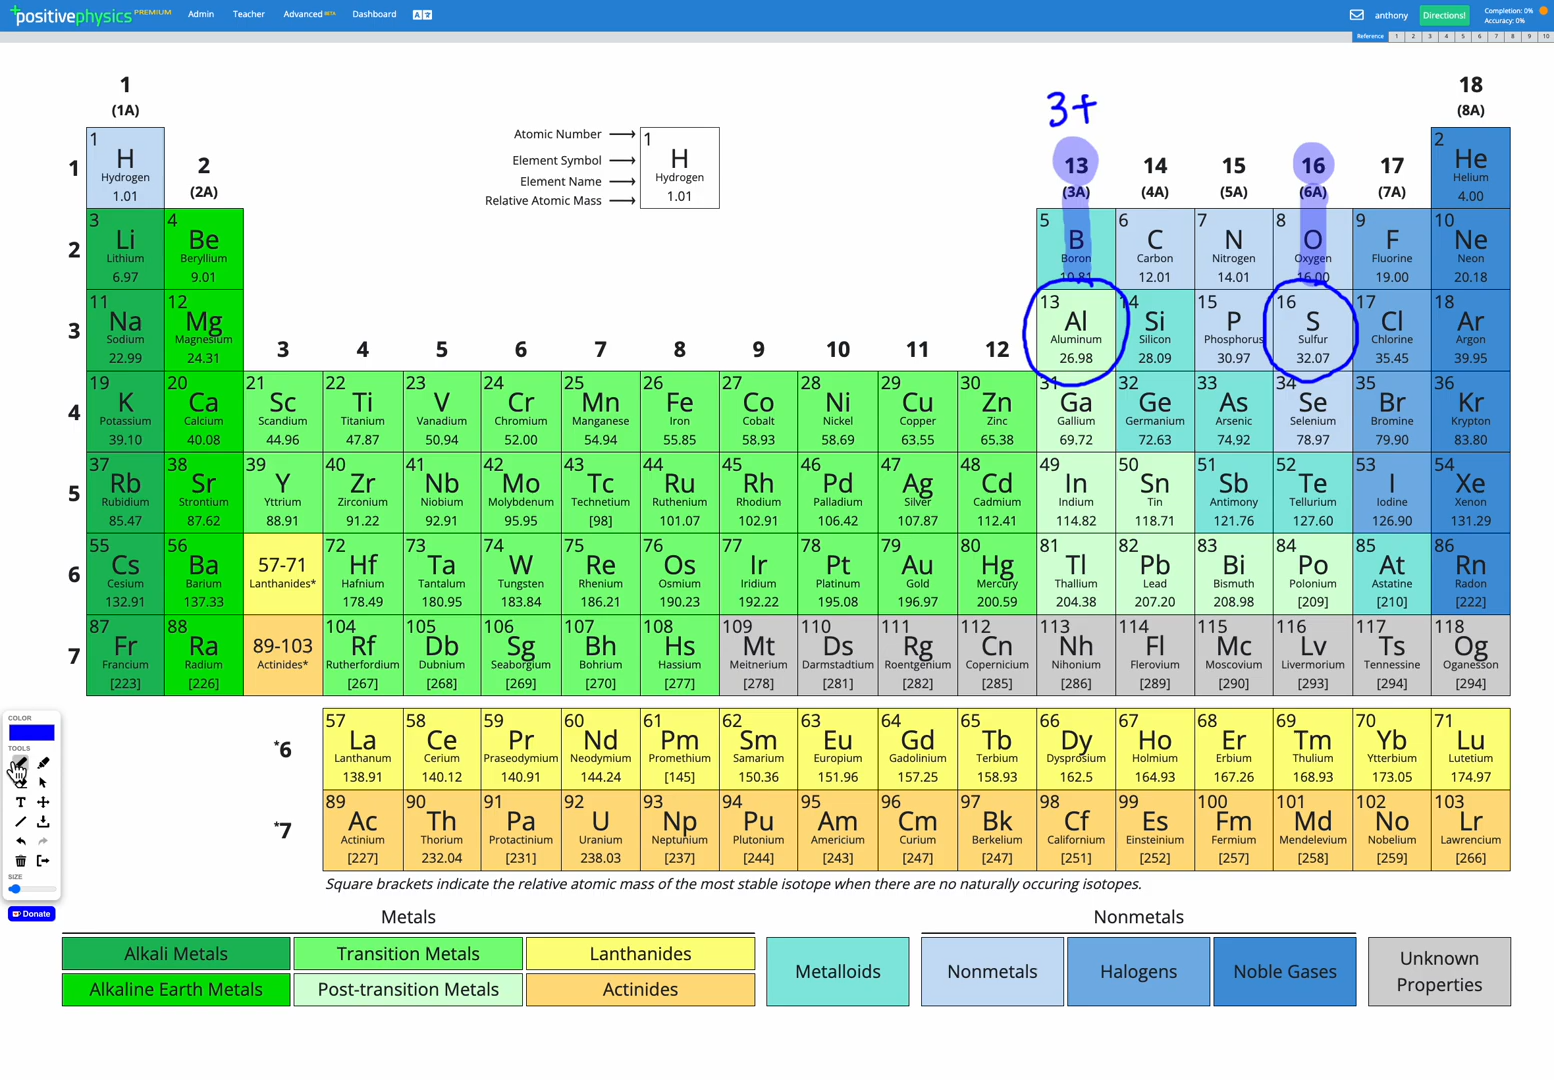 +positivephysics PREMIUM Admin Teacher Advanced BETA Dashboard anthony Directions! Completion: 0% Accuracy: 0%
Reference 1 2 3 4 5 6 7 8 9 10
3+
1 (1A) 18 (8A)
Atomic Number
Element Symbol
Element Name
Relative Atomic Mass
1 H Hydrogen 1.01
2 (2A) 13 (3A) 14 (4A) 15 (5A) 16 (6A) 17 (7A)
1 1 H Hydrogen 1.01 2 He Helium 4.00
2 3 Li Lithium 6.97 4 Be Beryllium 9.01 5 B Boron 10.81 6 C Carbon 12.01 7 N Nitrogen 14.01 8 O Oxygen 16.00 9 F Fluorine 19.00 10 Ne Neon 20.18
3 11 Na Sodium 22.99 12 Mg Magnesium 24.31 13 Al Aluminum 26.98 14 Si Silicon 28.09 15 P Phosphorus 30.97 16 S Sulfur 32.07 17 Cl Chlorine 35.45 18 Ar Argon 39.95
3 4 5 6 7 8 9 10 11 12
4 19 K Potassium 39.10 20 Ca Calcium 40.08 21 Sc Scandium 44.96 22 Ti Titanium 47.87 23 V Vanadium 50.94 24 Cr Chromium 52.00 25 Mn Manganese 54.94 26 Fe Iron 55.85 27 Co Cobalt 58.93 28 Ni Nickel 58.69 29 Cu Copper 63.55 30 Zn Zinc 65.38 31 Ga Gallium 69.72 32 Ge Germanium 72.63 33 As Arsenic 74.92 34 Se Selenium 78.97 35 Br Bromine 79.90 36 Kr Krypton 83.80
5 37 Rb Rubidium 85.47 38 Sr Strontium 87.62 39 Y Yttrium 88.91 40 Zr Zirconium 91.22 41 Nb Niobium 92.91 42 Mo Molybdenum 95.95 43 Tc Technetium [98] 44 Ru Ruthenium 101.07 45 Rh Rhodium 102.91 46 Pd Palladium 106.42 47 Ag Silver 107.87 48 Cd Cadmium 112.41 49 In Indium 114.82 50 Sn Tin 118.71 51 Sb Antimony 121.76 52 Te Tellurium 127.60 53 I Iodine 126.90 54 Xe Xenon 131.29
6 55 Cs Cesium 132.91 56 Ba Barium 137.33 57-71 Lanthanides* 72 Hf Hafnium 178.49 73 Ta Tantalum 180.95 74 W Tungsten 183.84 75 Re Rhenium 186.21 76 Os Osmium 190.23 77 Ir Iridium 192.22 78 Pt Platinum 195.08 79 Au Gold 196.97 80 Hg Mercury 200.59 81 Tl Thallium 204.38 82 Pb Lead 207.20 83 Bi Bismuth 208.98 84 Po Polonium [209] 85 At Astatine [210] 86 Rn Radon [222]
7 87 Fr Francium [223] 88 Ra Radium [226] 89-103 Actinides* 104 Rf Rutherfordium [267] 105 Db Dubnium [268] 106 Sg Seaborgium [269] 107 Bh Bohrium [270] 108 Hs Hassium [277] 109 Mt Meitnerium [278] 110 Ds Darmstadtium [281] 111 Rg Roentgenium [282] 112 Cn Copernicium [285] 113 Nh Nihonium [286] 114 Fl Flerovium [289] 115 Mc Moscovium [290] 116 Lv Livermorium [293] 117 Ts Tennessine [294] 118 Og Oganesson [294]
*6 57 La Lanthanum 138.91 58 Ce Cerium 140.12 59 Pr Praseodymium 140.91 60 Nd Neodymium 144.24 61 Pm Promethium [145] 62 Sm Samarium 150.36 63 Eu Europium 151.96 64 Gd Gadolinium 157.25 65 Tb Terbium 158.93 66 Dy Dysprosium 162.5 67 Ho Holmium 164.93 68 Er Erbium 167.26 69 Tm Thulium 168.93 70 Yb Ytterbium 173.05 71 Lu Lutetium 174.97
*7 89 Ac Actinium [227] 90 Th Thorium 232.04 91 Pa Protactinium [231] 92 U Uranium 238.03 93 Np Neptunium [237] 94 Pu Plutonium [244] 95 Am Americium [243] 96 Cm Curium [247] 97 Bk Berkelium [247] 98 Cf Californium [251] 99 Es Einsteinium [252] 100 Fm Fermium [257] 101 Md Mendelevium [258] 102 No Nobelium [259] 103 Lr Lawrencium [266]
COLOR
TOOLS
T
SIZE
Donate
Square brackets indicate the relative atomic mass of the most stable isotope when there are no naturally occuring isotopes.
Metals Nonmetals
Alkali Metals Transition Metals Lanthanides Metalloids Nonmetals Halogens Noble Gases Unknown Properties
Alkaline Earth Metals Post-transition Metals Actinides